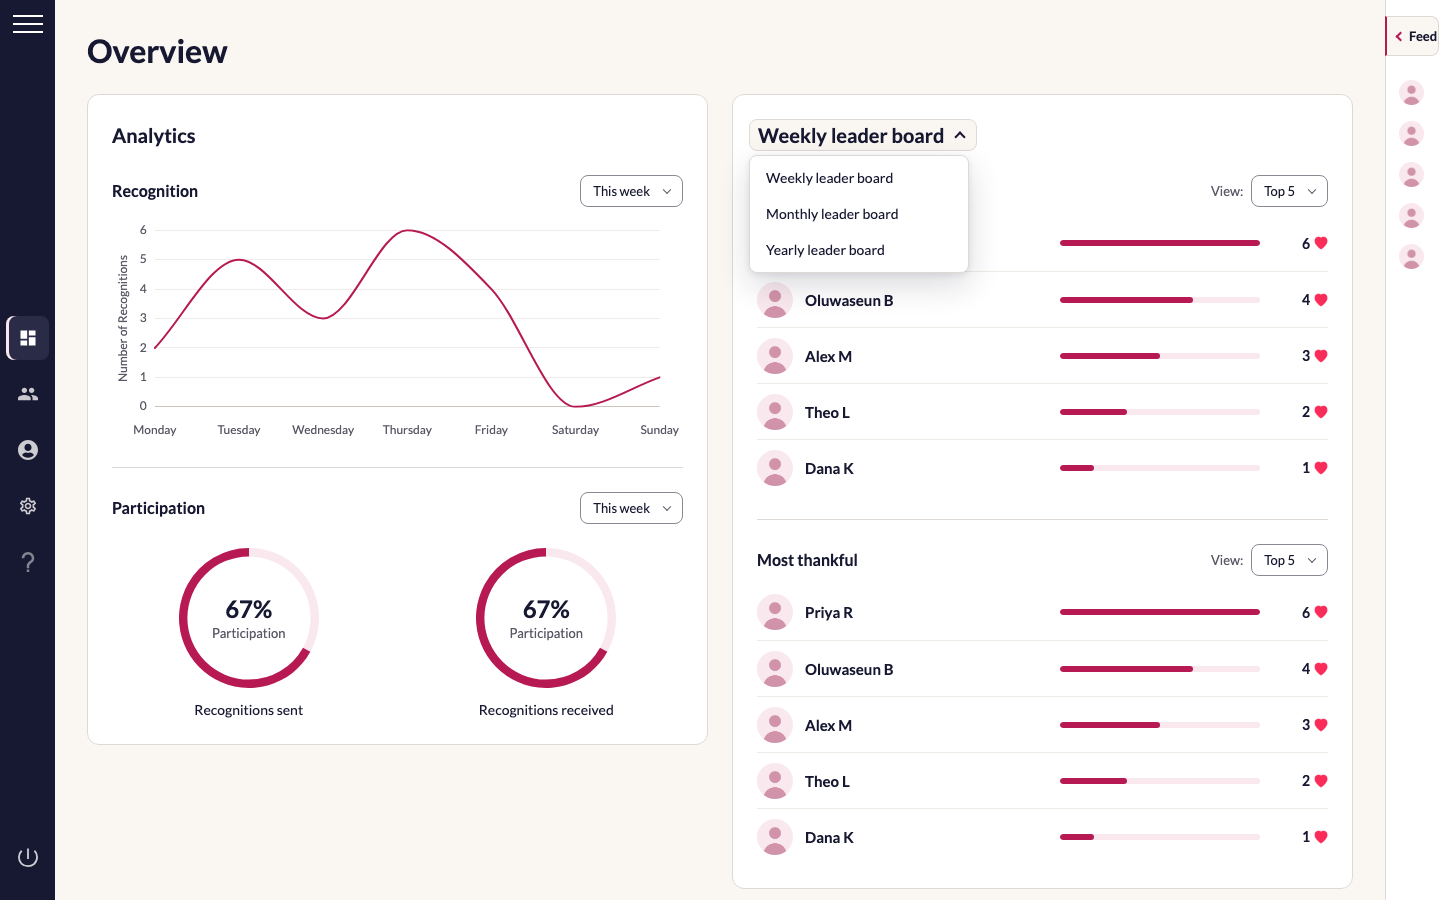 Overview
Feed
Analytics
Recognition
This week
Number of Recognitions
6
5
4
3
2
1
0
Monday Tuesday Wednesday Thursday Friday Saturday Sunday
Participation
This week
67%
Participation
Recognitions sent
67%
Participation
Recognitions received
Weekly leader board
Weekly leader board
Monthly leader board
Yearly leader board
View: Top 5
6
Oluwaseun B 4
Alex M 3
Theo L 2
Dana K 1
Most thankful
View: Top 5
Priya R 6
Oluwaseun B 4
Alex M 3
Theo L 2
Dana K 1